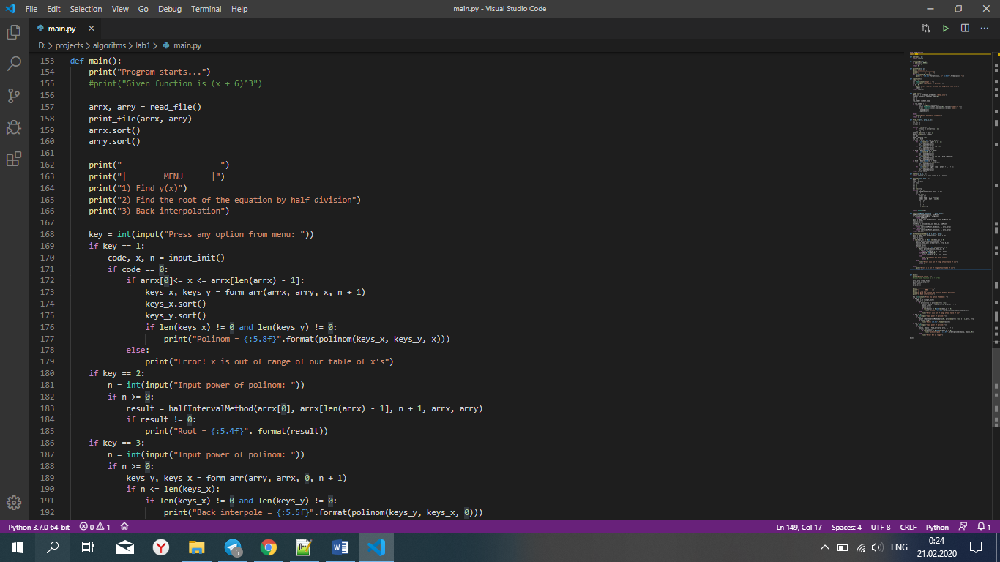 File Edit Selection View Go Debug Terminal Help
main.py - Visual Studio Code
main.py
D: > projects > algoritms > lab1 > main.py
153 def main():
154     print("Program starts...")
155     #print("Given function is (x + 6)^3")
156
157     arrx, arry = read_file()
158     print_file(arrx, arry)
159     arrx.sort()
160     arry.sort()
161
162     print("---------------------")
163     print("|        MENU      |")
164     print("1) Find y(x)")
165     print("2) Find the root of the equation by half division")
166     print("3) Back interpolation")
167
168     key = int(input("Press any option from menu: "))
169     if key == 1:
170         code, x, n = input_init()
171         if code == 0:
172             if arrx[0]<= x <= arrx[len(arrx) - 1]:
173                 keys_x, keys_y = form_arr(arrx, arry, x, n + 1)
174                 keys_x.sort()
175                 keys_y.sort()
176                 if len(keys_x) != 0 and len(keys_y) != 0:
177                     print("Polinom = {:5.8f}".format(polinom(keys_x, keys_y, x)))
178             else:
179                 print("Error! x is out of range of our table of x's")
180     if key == 2:
181         n = int(input("Input power of polinom: "))
182         if n >= 0:
183             result = halfIntervalMethod(arrx[0], arrx[len(arrx) - 1], n + 1, arrx, arry)
184             if result != 0:
185                 print("Root = {:5.4f}". format(result))
186     if key == 3:
187         n = int(input("Input power of polinom: "))
188         if n >= 0:
189             keys_y, keys_x = form_arr(arry, arrx, 0, n + 1)
190             if n <= len(keys_x):
191                 if len(keys_x) != 0 and len(keys_y) != 0:
192                     print("Back interpole = {:5.5f}".format(polinom(keys_y, keys_x, 0)))
Python 3.7.0 64-bit 0 1 Ln 149, Col 17 Spaces: 4 UTF-8 CRLF Python 1
6 ENG 0:24
21.02.2020